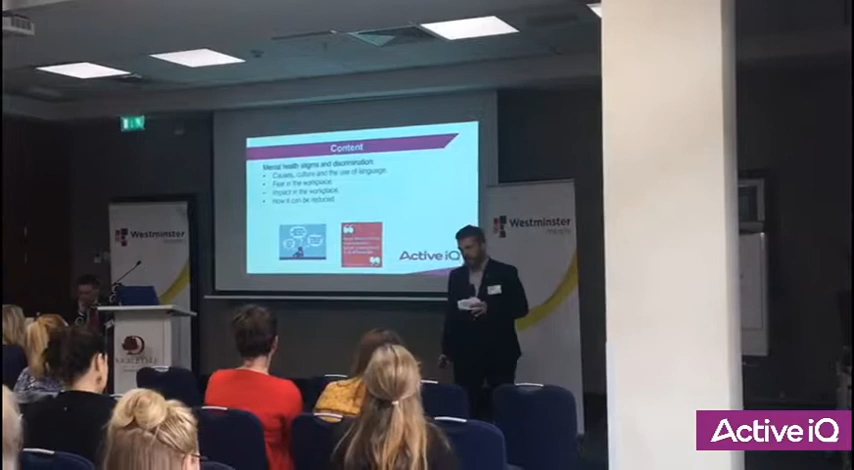 Content
Mental health stigma and discrimination.
• Causes, culture and the use of language.
• Fear in the workplace.
• Impact in the workplace.
• How it can be reduced.
Active iQ
Westminster
Westminster
Active iQ